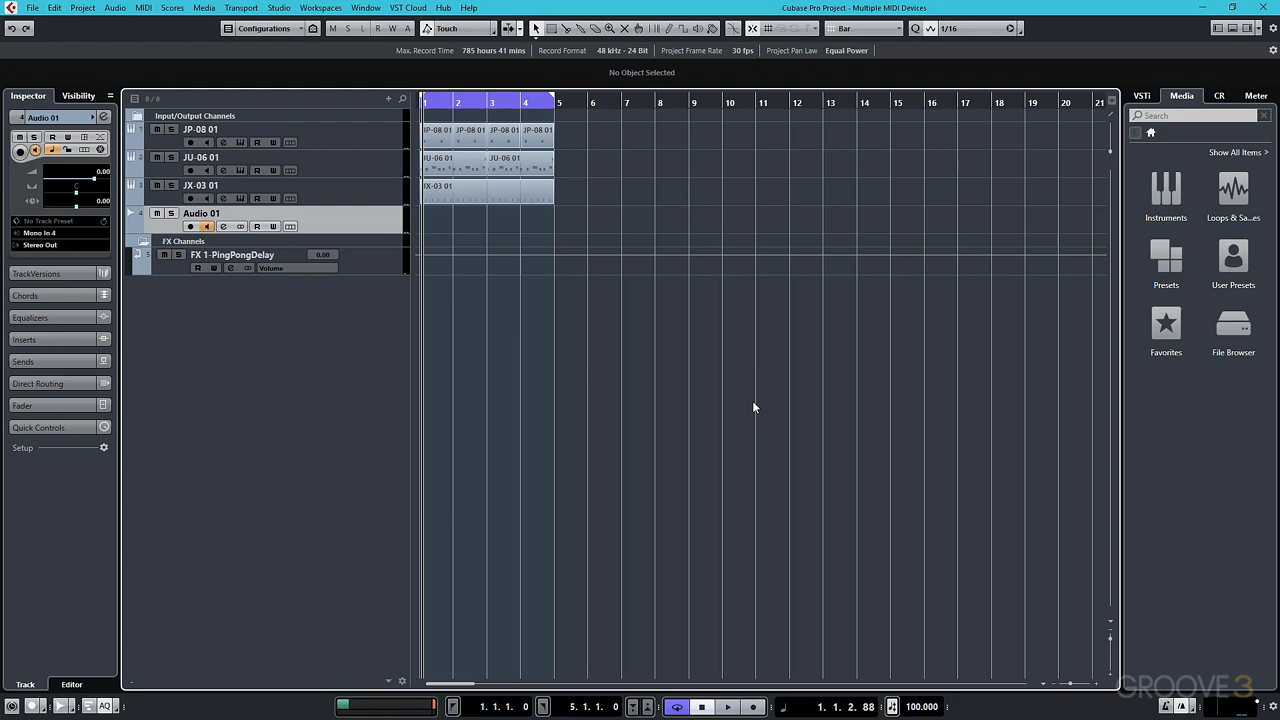 File Edit Project Audio MIDI Scores Media Transport Studio Workspaces Window VST Cloud Hub Help Cubase Pro Project - Multiple MIDI Devices
Configurations M S L R W A Touch Bar Q 1/16
Max. Record Time 785 hours 41 mins Record Format 48 kHz - 24 Bit Project Frame Rate 30 fps Project Pan Law Equal Power
No Object Selected
Inspector Visibility
8 / 8
1 2 3 4 5 6 7 8 9 10 11 12 13 14 15 16 17 18 19 20 21
VSTi Media CR Meter
4 Audio 01
M S R W
0.00
C
0.00
No Track Preset
Mono In 4
Stereo Out
TrackVersions
Chords
Equalizers
Inserts
Sends
Direct Routing
Fader
Quick Controls
Setup
Input/Output Channels
1 M S JP-08 01
R W
2 M S JU-06 01
R W
3 M S JX-03 01
R W
4 M S Audio 01
R W
FX Channels
5 M S FX 1-PingPongDelay 0.00
R W Volume
JP-08 01 JP-08 01 JP-08 01 JP-08 01
JU-06 01 JU-06 01
JX-03 01
Search
Show All Items >
Instruments Loops & Sa...es
Presets User Presets
Favorites File Browser
Track Editor
AQ 1. 1. 1. 0 5. 1. 1. 0 1. 1. 2. 88 100.000
GROOVE3